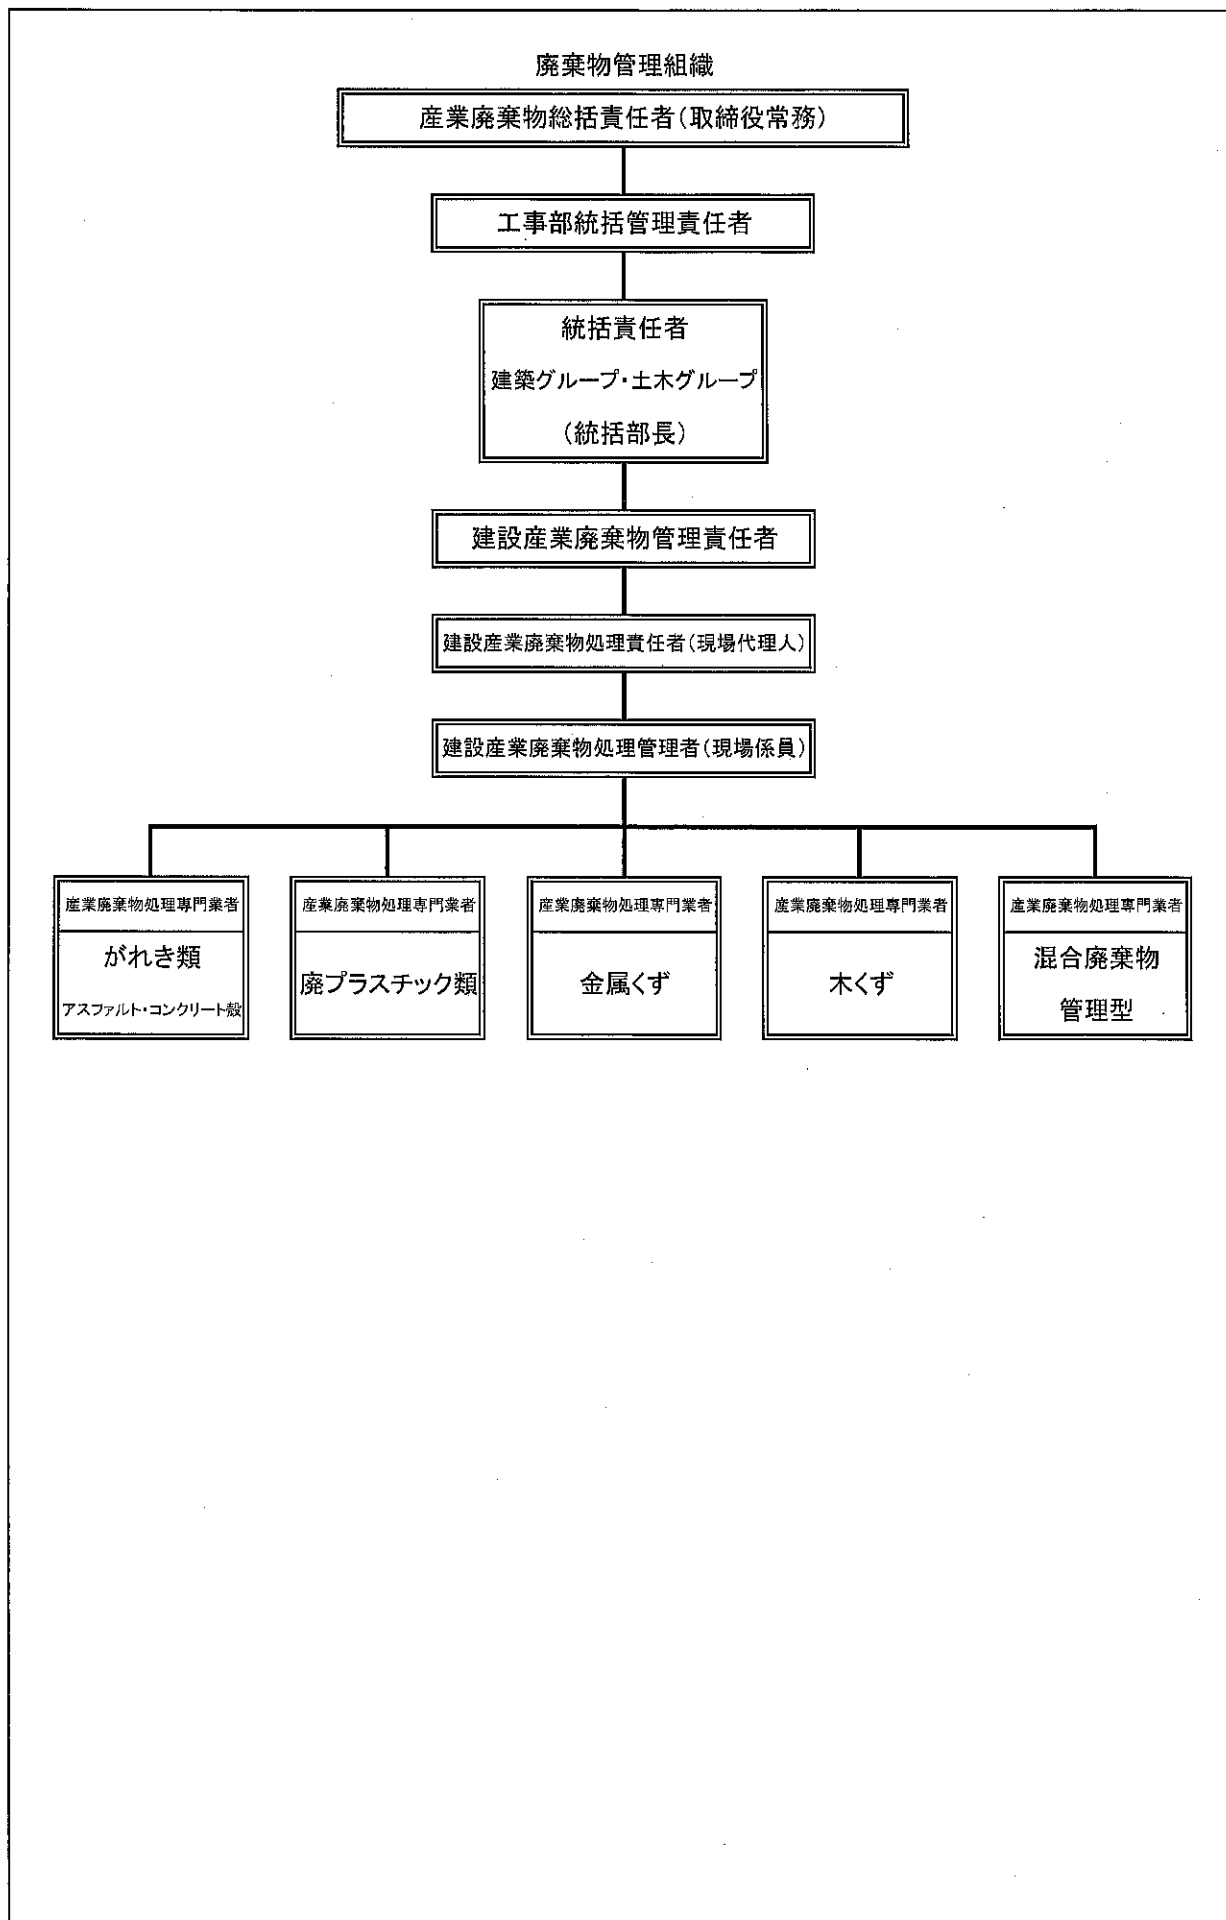 廃棄物管理組織
産業廃棄物総括責任者(取締役常務)
工事部統括管理責任者
統括責任者
建築グループ・土木グループ
(統括部長)
建設産業廃棄物管理責任者
建設産業廃棄物処理責任者(現場代理人)
建設産業廃棄物処理管理者(現場係員)
産業廃棄物処理専門業者
がれき類
アスファルト・コンクリート殻
産業廃棄物処理専門業者
廃プラスチック類
産業廃棄物処理専門業者
金属くず
産業廃棄物処理専門業者
木くず
産業廃棄物処理専門業者
混合廃棄物
管理型